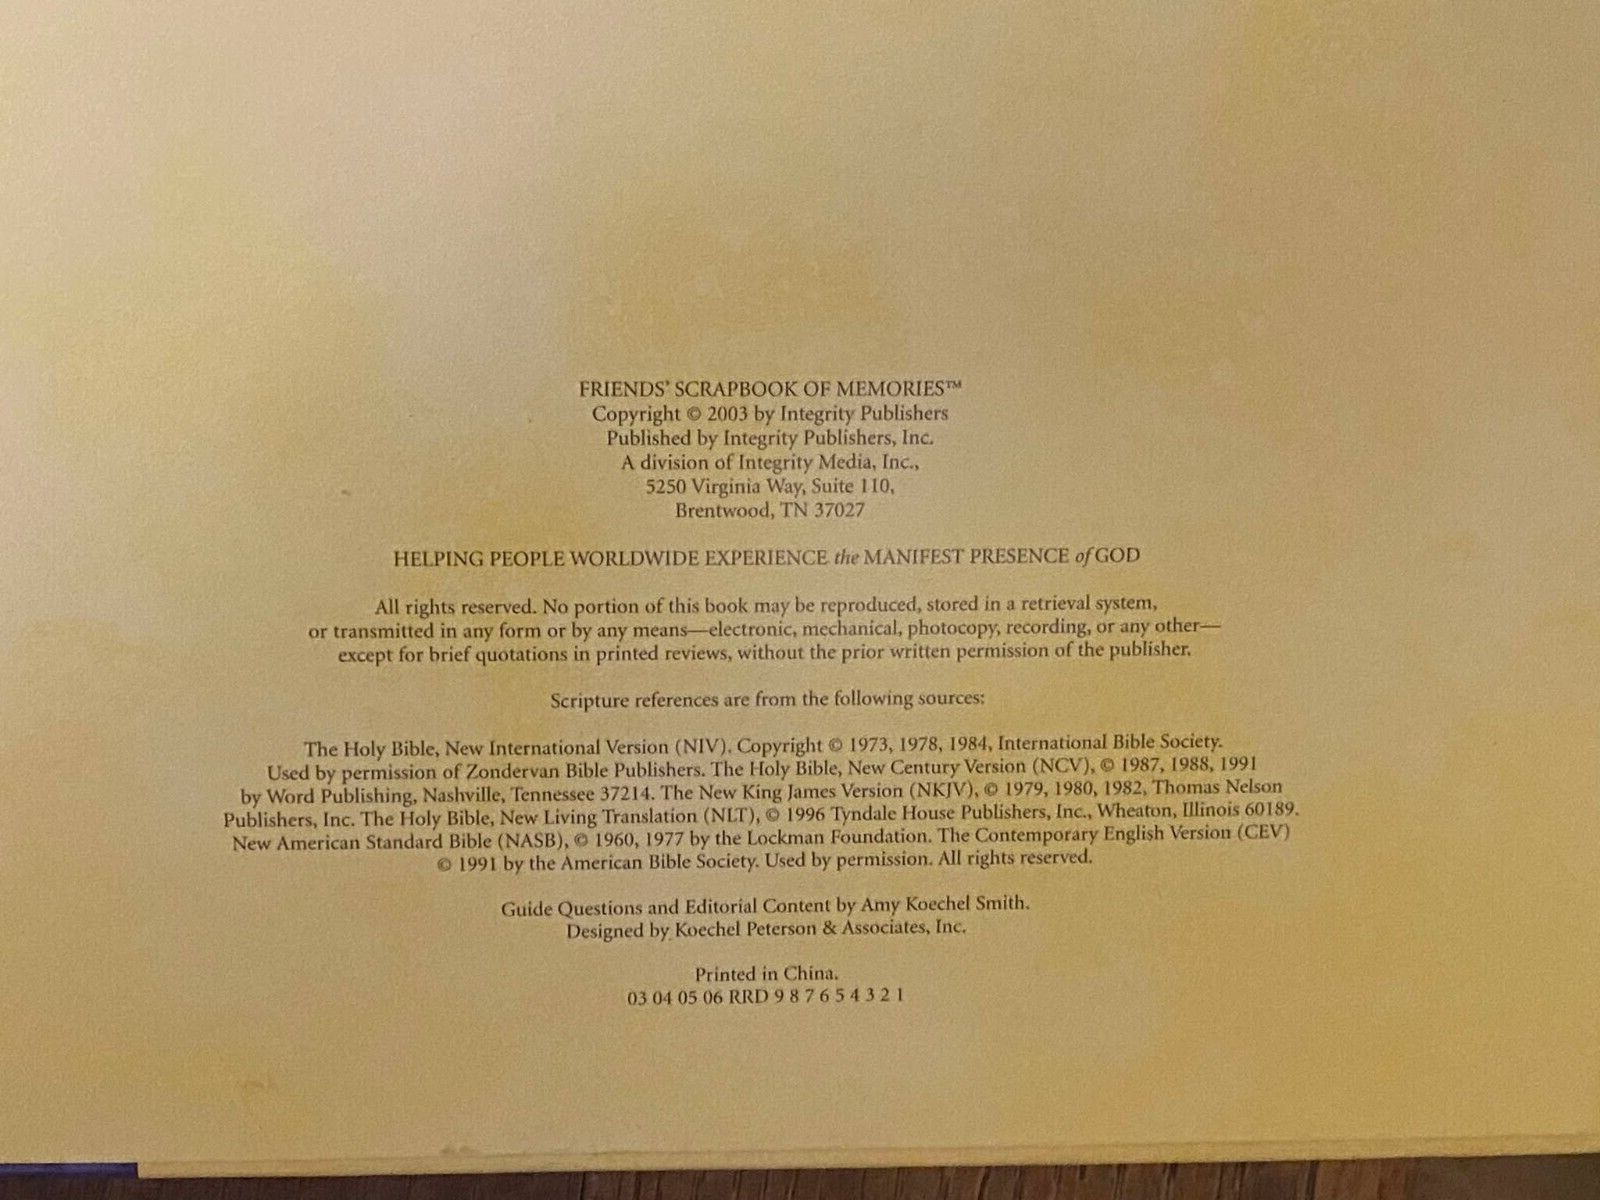 FRIENDS' SCRAPBOOK OF MEMORIES™
Copyright © 2003 by Integrity Publishers
Published by Integrity Publishers, Inc.
A division of Integrity Media, Inc.,
5250 Virginia Way, Suite 110,
Brentwood, TN 37027
HELPING PEOPLE WORLDWIDE EXPERIENCE the MANIFEST PRESENCE of GOD
All rights reserved. No portion of this book may be reproduced, stored in a retrieval system,
or transmitted in any form or by any means—electronic, mechanical, photocopy, recording, or any other—
except for brief quotations in printed reviews, without the prior written permission of the publisher.
Scripture references are from the following sources:
The Holy Bible, New International Version (NIV). Copyright © 1973, 1978, 1984, International Bible Society.
Used by permission of Zondervan Bible Publishers. The Holy Bible, New Century Version (NCV), © 1987, 1988, 1991
by Word Publishing, Nashville, Tennessee 37214. The New King James Version (NKJV), © 1979, 1980, 1982, Thomas Nelson
Publishers, Inc. The Holy Bible, New Living Translation (NLT), © 1996 Tyndale House Publishers, Inc., Wheaton, Illinois 60189.
New American Standard Bible (NASB), © 1960, 1977 by the Lockman Foundation. The Contemporary English Version (CEV)
© 1991 by the American Bible Society. Used by permission. All rights reserved.
Guide Questions and Editorial Content by Amy Koechel Smith.
Designed by Koechel Peterson & Associates, Inc.
Printed in China.
03 04 05 06 RRD 9 8 7 6 5 4 3 2 1